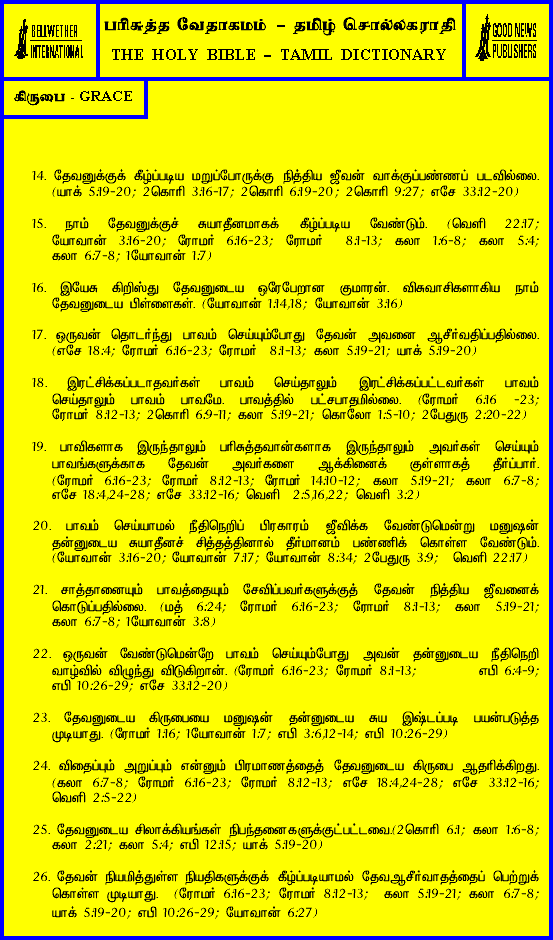 BELLWETHER
INTERNATIONAL
பரிசுத்த வேதாகமம் – தமிழ் சொல்லகராதி
THE HOLY BIBLE – TAMIL DICTIONARY
GOOD NEWS
PUBLISHERS
கிருபை - GRACE
14. தேவனுக்குக் கீழ்ப்படிய மறுப்போருக்கு நித்திய ஜீவன் வாக்குப்பண்ணப் படவில்லை.
(யாக் 5:19-20; 2கொரி 3:16-17; 2கொரி 6:19-20; 2கொரி 9:27; எசே 33:12-20)
15. நாம் தேவனுக்குச் சுயாதீனமாகக் கீழ்ப்படிய வேண்டும். (வெளி 22:17;
யோவான் 3:16-20; ரோமர் 6:16-23; ரோமர் 8:1-13; கலா 1:6-8; கலா 5:4;
கலா 6:7-8; 1யோவான் 1:7)
16. இயேசு கிறிஸ்து தேவனுடைய ஒரேபேறான குமாரன். விசுவாசிகளாகிய நாம்
தேவனுடைய பிள்ளைகள். (யோவான் 1:14,18; யோவான் 3:16)
17. ஒருவன் தொடர்ந்து பாவம் செய்யும்போது தேவன் அவனை ஆசீர்வதிப்பதில்லை.
(எசே 18:4; ரோமர் 6:16-23; ரோமர் 8:1-13; கலா 5:19-21; யாக் 5:19-20)
18. இரட்சிக்கப்படாதவர்கள் பாவம் செய்தாலும் இரட்சிக்கப்பட்டவர்கள் பாவம்
செய்தாலும் பாவம் பாவமே. பாவத்தில் பட்சபாதமில்லை. (ரோமர் 6:16 -23;
ரோமர் 8:12-13; 2கொரி 6:9-11; கலா 5:19-21; கொலோ 1:5-10; 2பேதுரு 2:20-22)
19. பாவிகளாக இருந்தாலும் பரிசுத்தவான்களாக இருந்தாலும் அவர்கள் செய்யும்
பாவங்களுக்காக தேவன் அவர்களை ஆக்கினைக் குள்ளாகத் தீர்ப்பார்.
(ரோமர் 6:16-23; ரோமர் 8:12-13; ரோமர் 14:10-12; கலா 5:19-21; கலா 6:7-8;
எசே 18:4,24-28; எசே 33:12-16; வெளி 2:5,16,22; வெளி 3:2)
20. பாவம் செய்யாமல் நீதிநெறிப் பிரகாரம் ஜீவிக்க வேண்டுமென்று மனுஷன்
தன்னுடைய சுயாதீனச் சித்தத்தினால் தீர்மானம் பண்ணிக் கொள்ள வேண்டும்.
(யோவான் 3:16-20; யோவான் 7:17; யோவான் 8:34; 2பேதுரு 3:9; வெளி 22:17)
21. சாத்தானையும் பாவத்தையும் சேவிப்பவர்களுக்குத் தேவன் நித்திய ஜீவனைக்
கொடுப்பதில்லை. (மத் 6:24; ரோமர் 6:16-23; ரோமர் 8:1-13; கலா 5:19-21;
கலா 6:7-8; 1யோவான் 3:8)
22. ஒருவன் வேண்டுமென்றே பாவம் செய்யும்போது அவன் தன்னுடைய நீதிநெறி
வாழ்வில் விழுந்து விடுகிறான். (ரோமர் 6:16-23; ரோமர் 8:1-13; எபி 6:4-9;
எபி 10:26-29; எசே 33:12-20)
23. தேவனுடைய கிருபையை மனுஷன் தன்னுடைய சுய இஷ்டப்படி பயன்படுத்த
முடியாது. (ரோமர் 1:16; 1யோவான் 1:7; எபி 3:6,12-14; எபி 10:26-29)
24. விதைப்பும் அறுப்பும் என்னும் பிரமாணத்தைத் தேவனுடைய கிருபை ஆதரிக்கிறது.
(கலா 6:7-8; ரோமர் 6:16-23; ரோமர் 8:12-13; எசே 18:4,24-28; எசே 33:12-16;
வெளி 2:5-22)
25. தேவனுடைய சிலாக்கியங்கள் நிபந்தனைகளுக்குட்பட்டவை.(2கொரி 6:1; கலா 1:6-8;
கலா 2:21; கலா 5:4; எபி 12:15; யாக் 5:19-20)
26. தேவன் நியமித்துள்ள நியதிகளுக்குக் கீழ்ப்படியாமல் தேவஆசீர்வாதத்தைப் பெற்றுக்
கொள்ள முடியாது. (ரோமர் 6:16-23; ரோமர் 8:12-13; கலா 5:19-21; கலா 6:7-8;
யாக் 5:19-20; எபி 10:26-29; யோவான் 6:27)